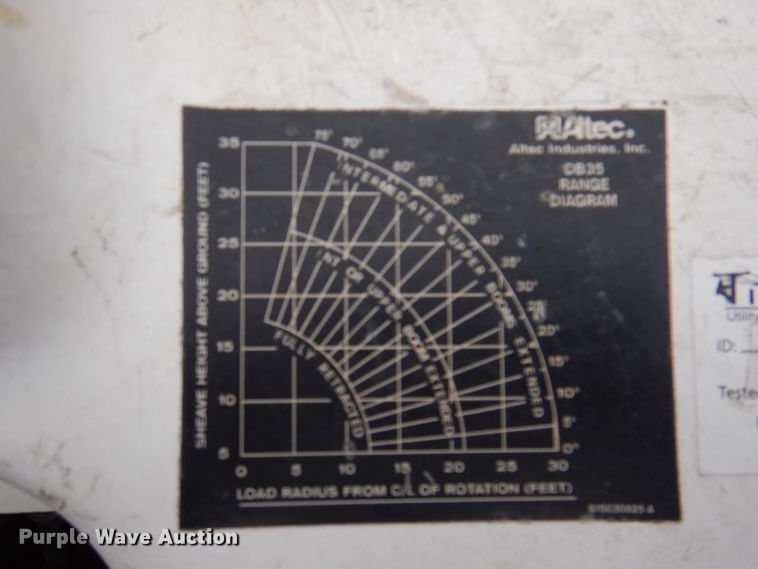 Altec.
Altec Industries, Inc.
DB35
RANGE
DIAGRAM
SHEAVE HEIGHT ABOVE GROUND (FEET)
35
30
25
20
15
10
5
75°
70°
65°
60°
55°
50°
45°
40°
35°
30°
25°
20°
15°
10°
5°
0°
INTERMEDIATE & UPPER BOOMS EXTENDED
INT OR UPPER BOOM EXTENDED
FULLY RETRACTED
0 5 10 15 20 25 30
LOAD RADIUS FROM C/L OF ROTATION (FEET)
Utility
ID:
Teste
Purple Wave Auction